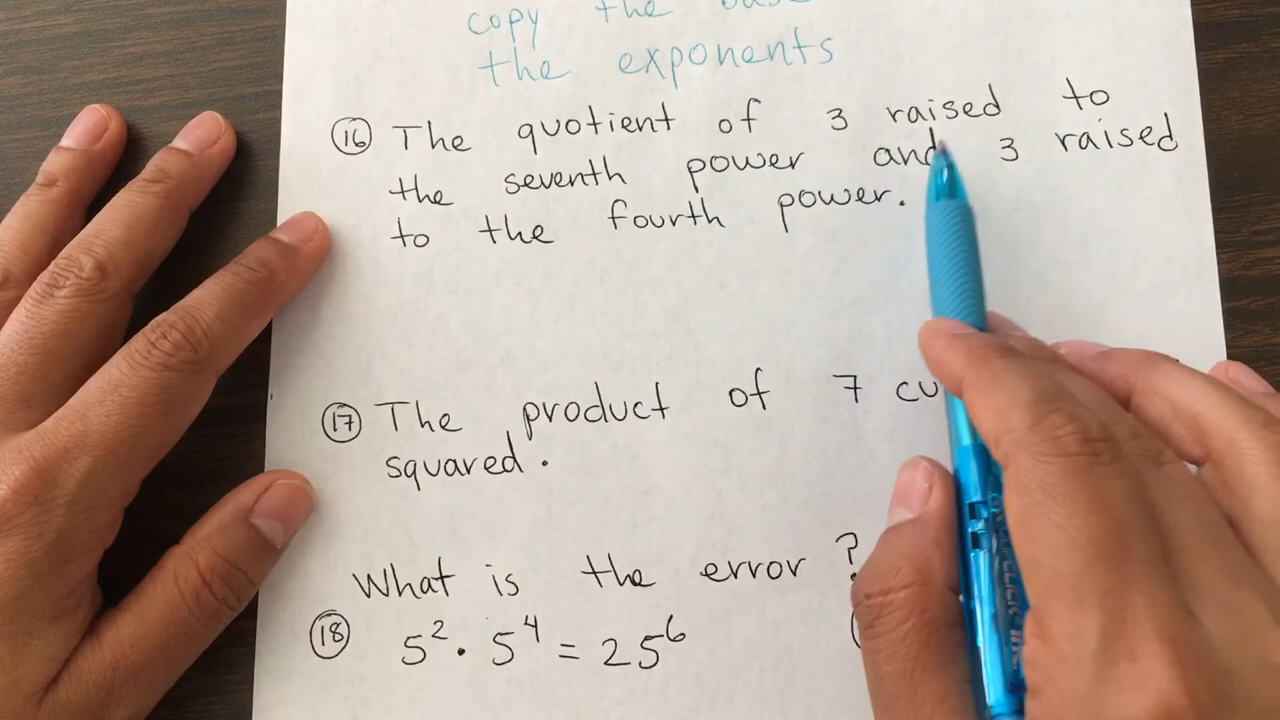 copy the
the exponents
16 The quotient of 3 raised to
the seventh power and 3 raised
to the fourth power.
17 The product of 7
squared.
What is the error?
18 5² · 5⁴ = 25⁶